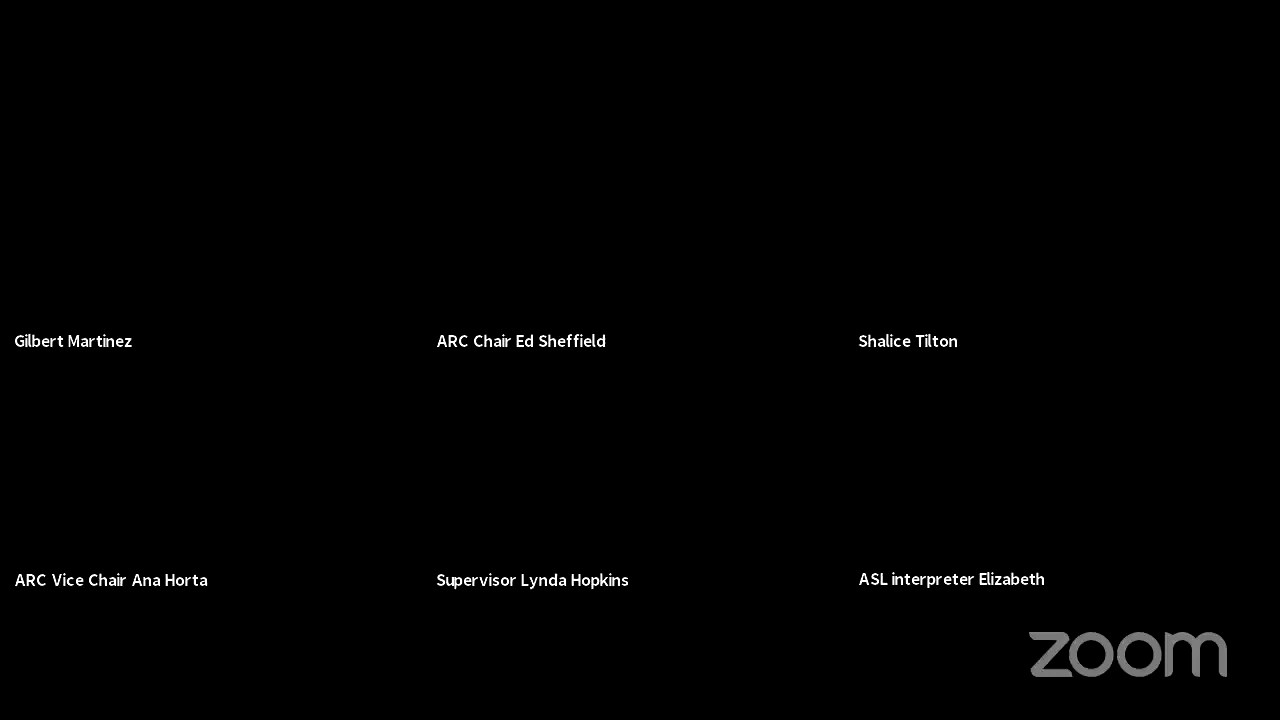 Gilbert Martinez
ARC Chair Ed Sheffield
Shalice Tilton
ARC Vice Chair Ana Horta
Supervisor Lynda Hopkins
ASL interpreter Elizabeth
zoom